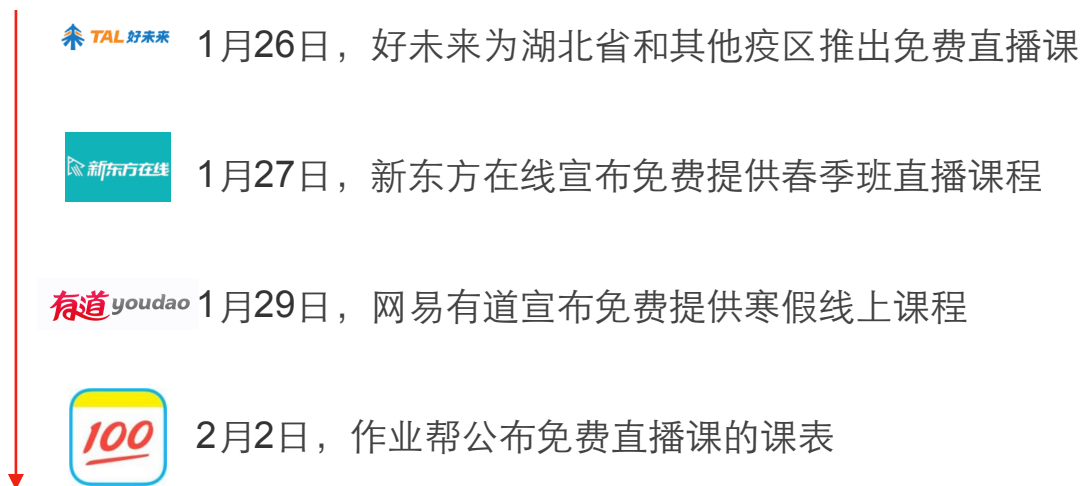 TAL 好未来 1月26日，好未来为湖北省和其他疫区推出免费直播课
新东方在线 1月27日，新东方在线宣布免费提供春季班直播课程
有道 youdao 1月29日，网易有道宣布免费提供寒假线上课程
100 2月2日，作业帮公布免费直播课的课表